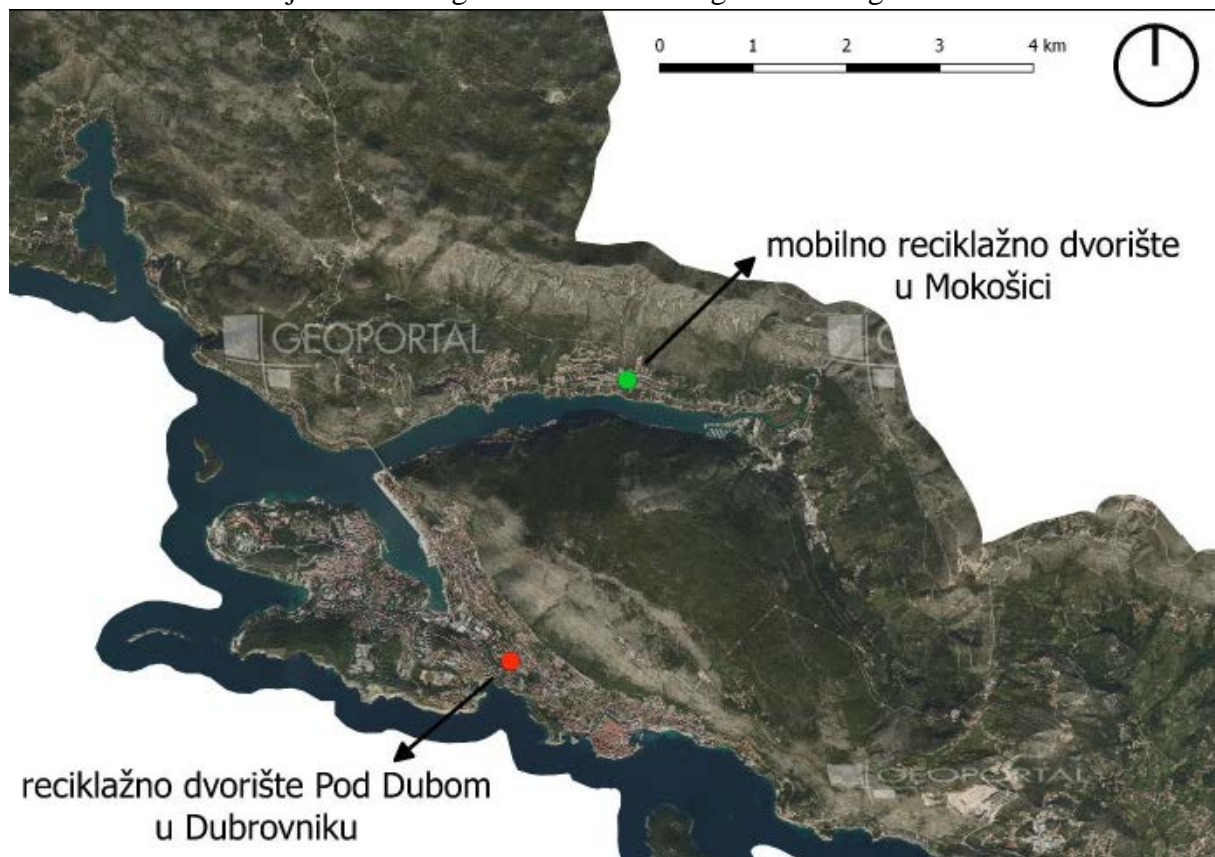 0 1 2 3 4 km
mobilno reciklažno dvorište
u Mokošici
GEOPORTAL
reciklažno dvorište Pod Dubom
u Dubrovniku
GEOPORTAL